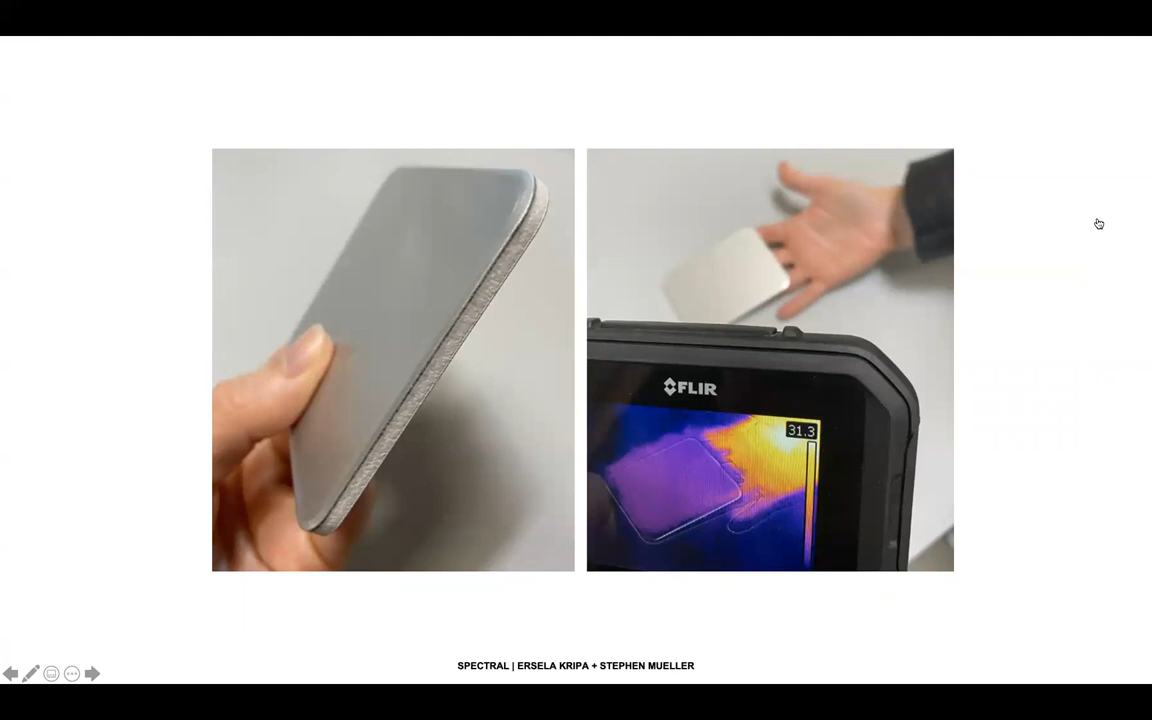 FLIR
31.3
SPECTRAL | ERSELA KRIPA + STEPHEN MUELLER